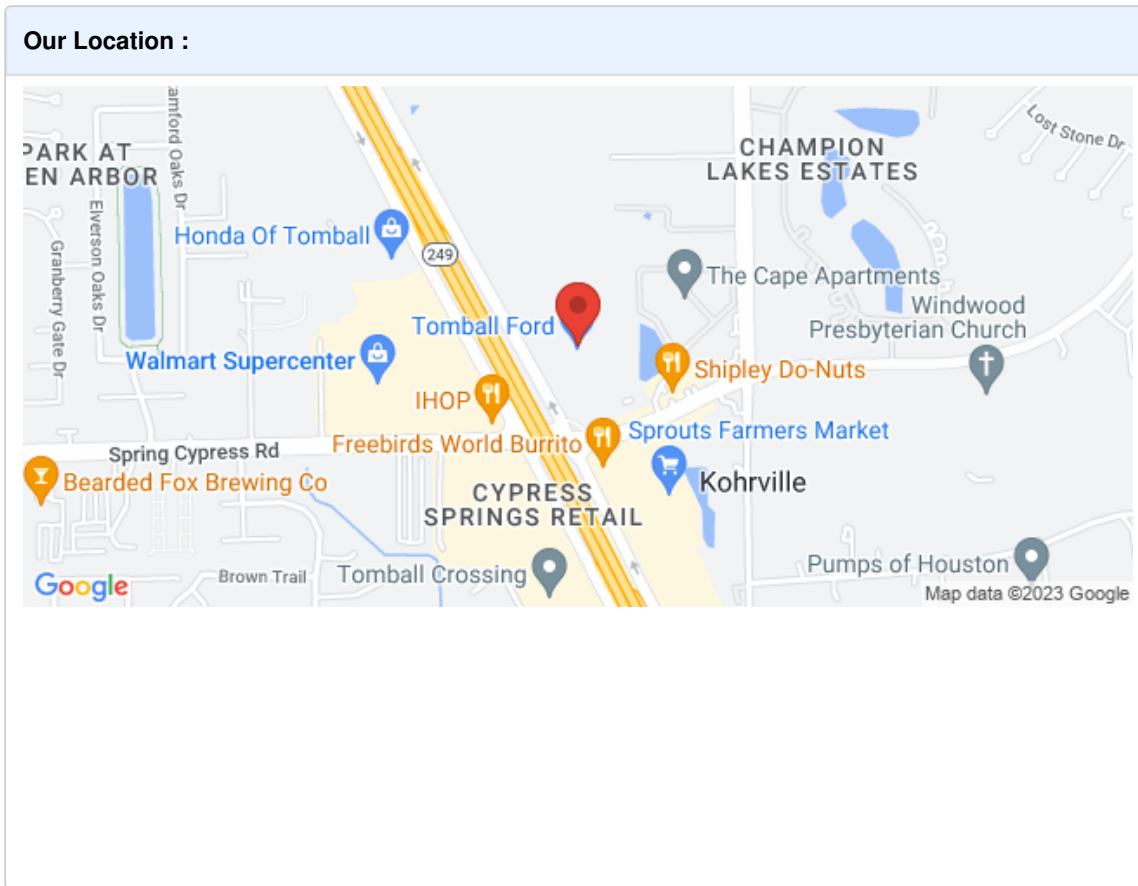 Our Location :
amford Oaks Dr
PARK AT
EN ARBOR
Elverson Oaks Dr
Granberry Gate Dr
Honda Of Tomball
249
CHAMPION
LAKES ESTATES
Lost Stone Dr
The Cape Apartments
Windwood
Presbyterian Church
Tomball Ford
Walmart Supercenter
Shipley Do-Nuts
IHOP
Freebirds World Burrito
Sprouts Farmers Market
Spring Cypress Rd
Bearded Fox Brewing Co
Kohrville
CYPRESS
SPRINGS RETAIL
Brown Trail
Tomball Crossing
Pumps of Houston
Google
Map data ©2023 Google